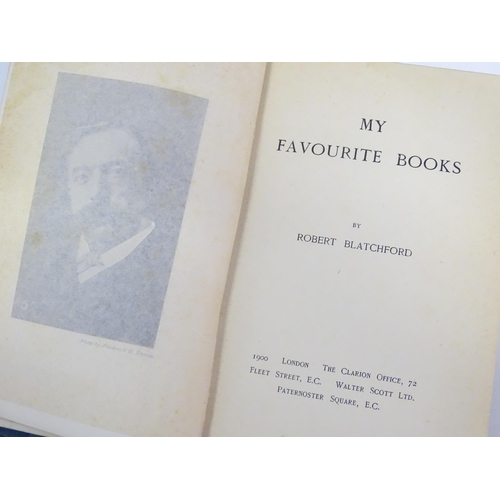 MY
FAVOURITE BOOKS
BY
ROBERT BLATCHFORD
1900 LONDON THE CLARION OFFICE, 72
FLEET STREET, E.C. WALTER SCOTT LTD.
PATERNOSTER SQUARE, E.C.